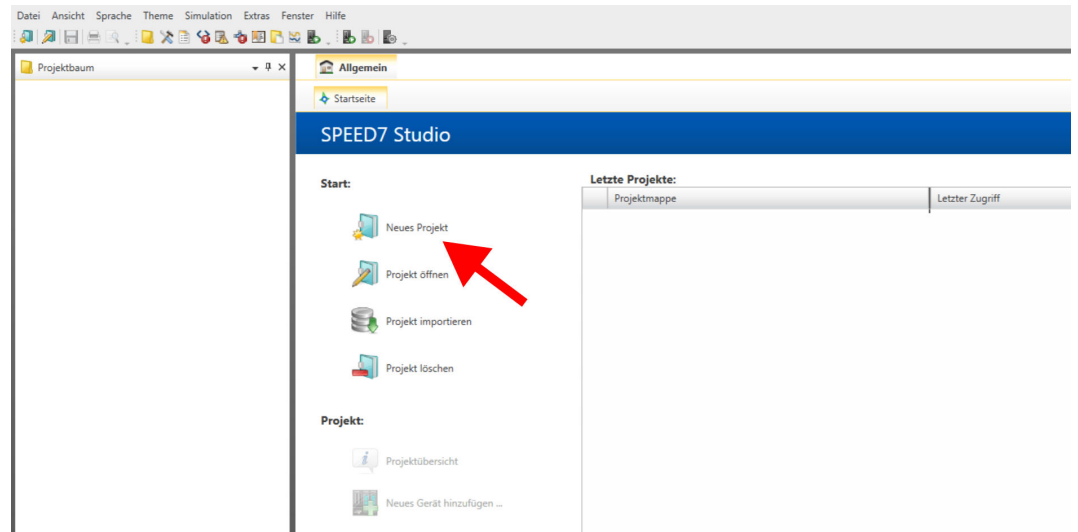 Datei Ansicht Sprache Theme Simulation Extras Fenster Hilfe
Projektbaum
Allgemein
Startseite
SPEED7 Studio
Start:
Neues Projekt
Projekt öffnen
Projekt importieren
Projekt löschen
Projekt:
Projektübersicht
Neues Gerät hinzufügen ...
Letzte Projekte:
Projektmappe Letzter Zugriff